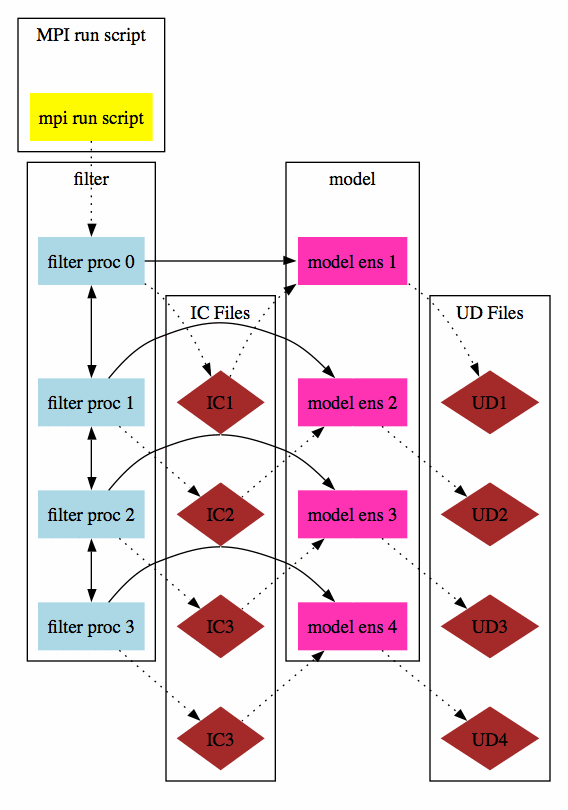 MPI run script
mpi run script
filter
model
filter proc 0
model ens 1
IC Files
UD Files
filter proc 1
IC1
model ens 2
UD1
filter proc 2
IC2
model ens 3
UD2
filter proc 3
IC3
model ens 4
UD3
IC3
UD4